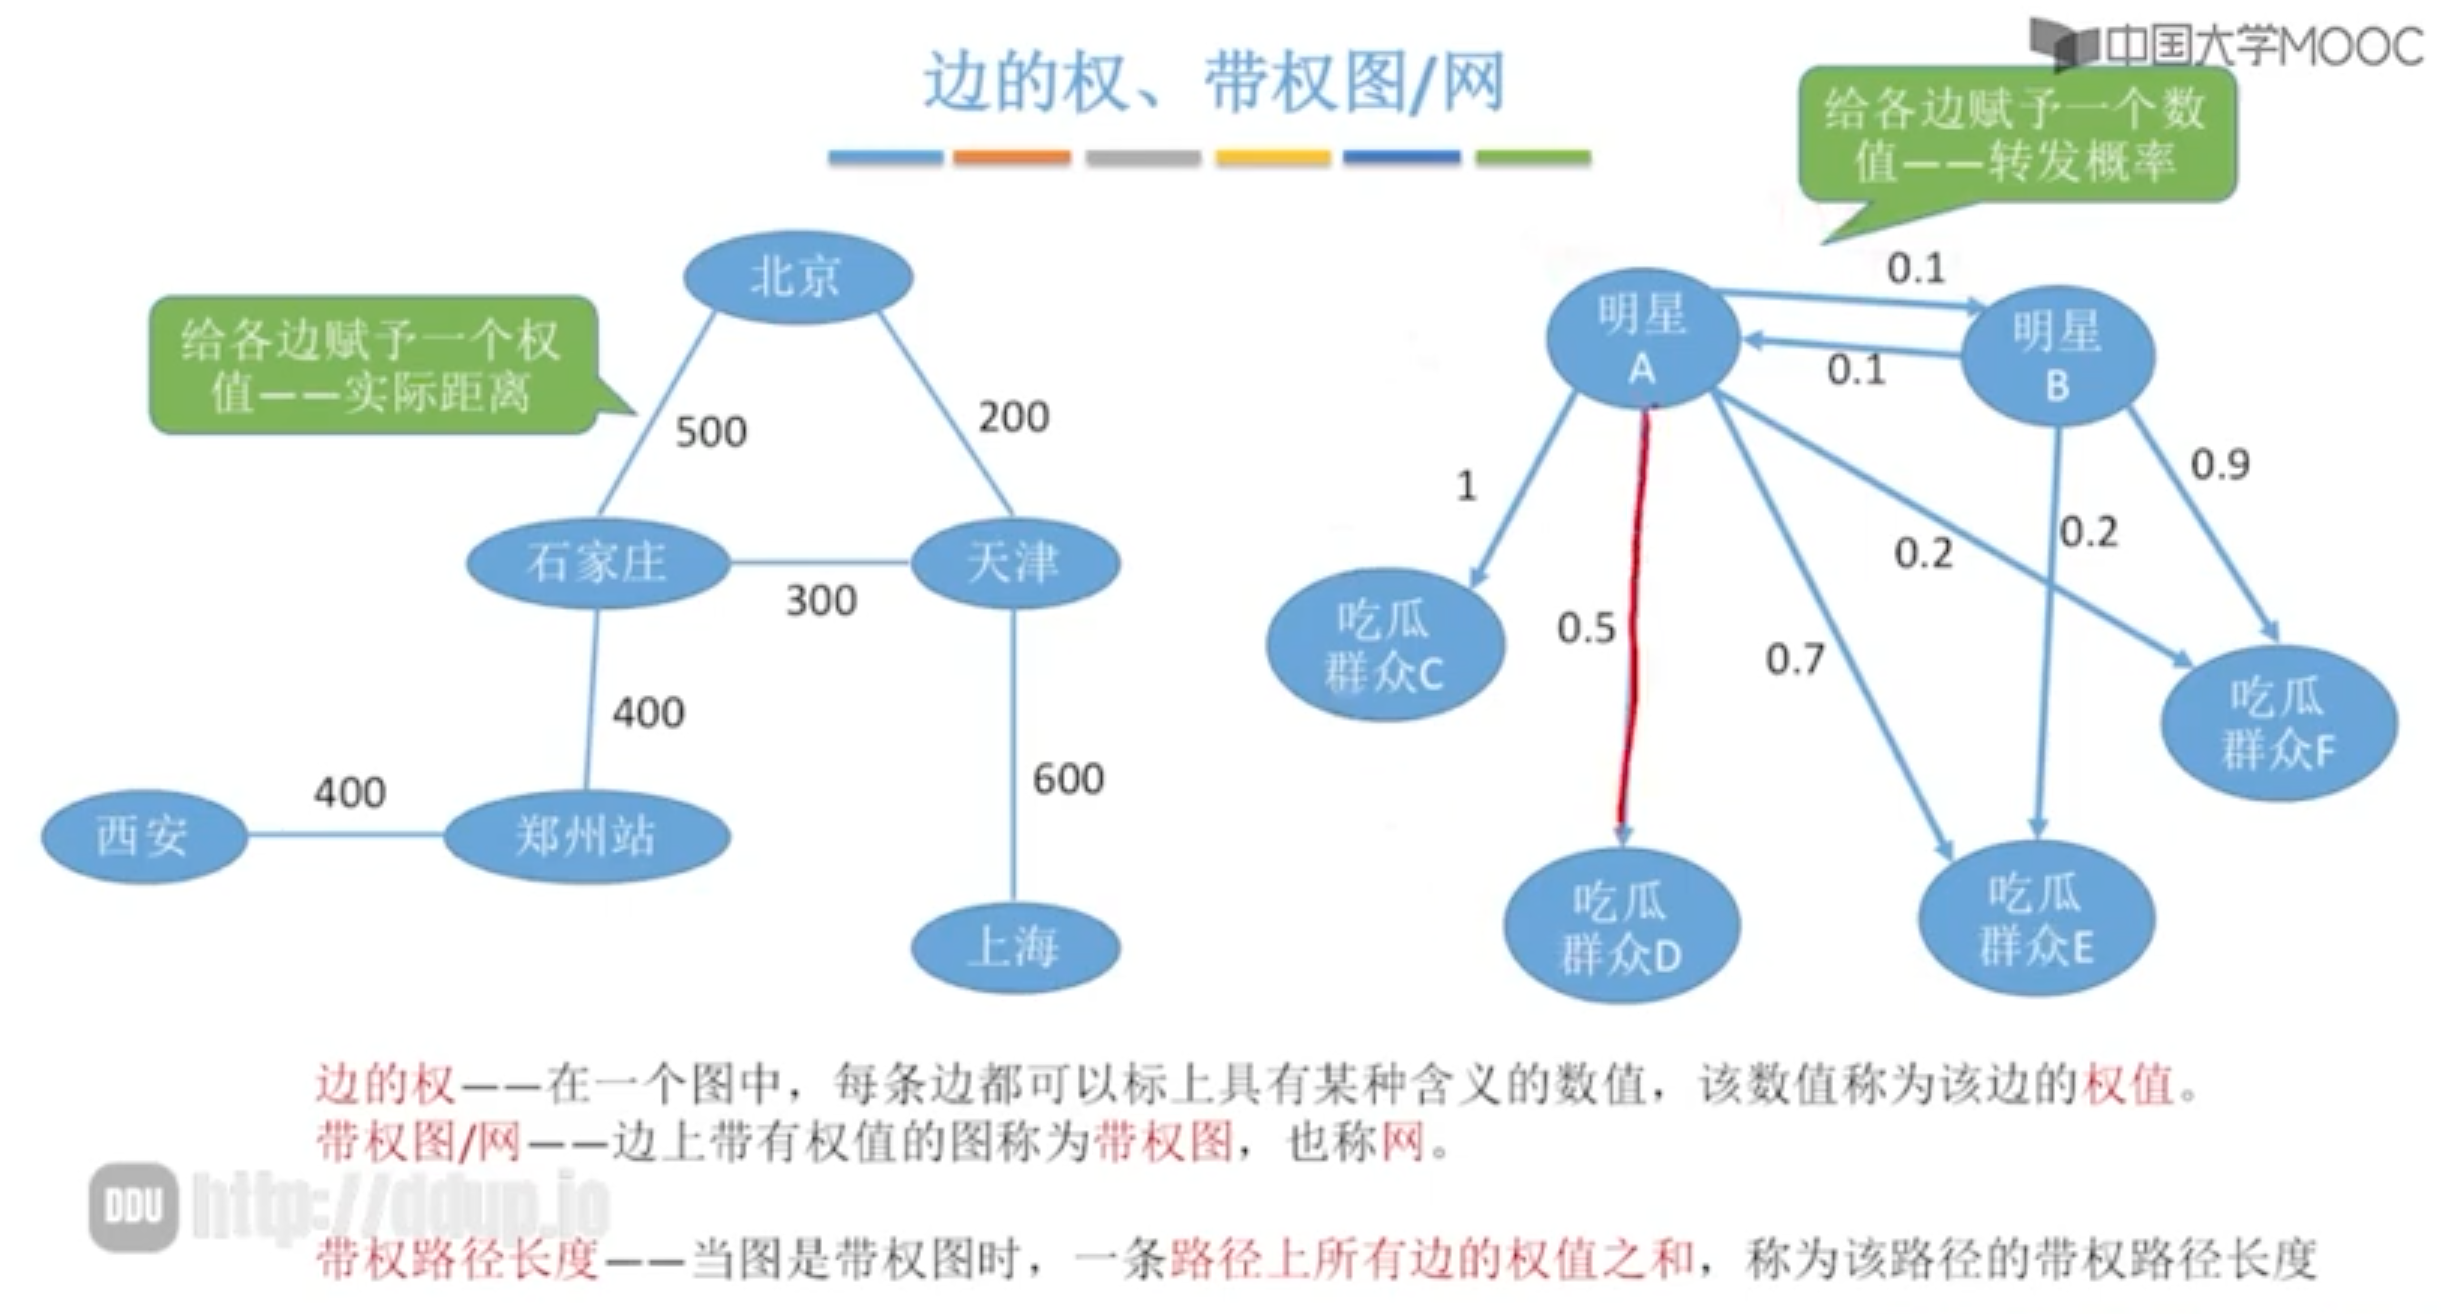 中国大学MOOC
边的权、带权图/网
给各边赋予一个数
值——转发概率
给各边赋予一个权
值——实际距离
北京
500
200
石家庄
300
天津
400
600
西安
400
郑州站
上海
明星
A
0.1
0.1
明星
B
1
0.5
0.7
0.2
0.2
0.9
吃瓜
群众C
吃瓜
群众D
吃瓜
群众E
吃瓜
群众F
边的权——在一个图中，每条边都可以标上具有某种含义的数值，该数值称为该边的权值。
带权图/网——边上带有权值的图称为带权图，也称网。
DDU http://ddup.io
带权路径长度——当图是带权图时，一条路径上所有边的权值之和，称为该路径的带权路径长度